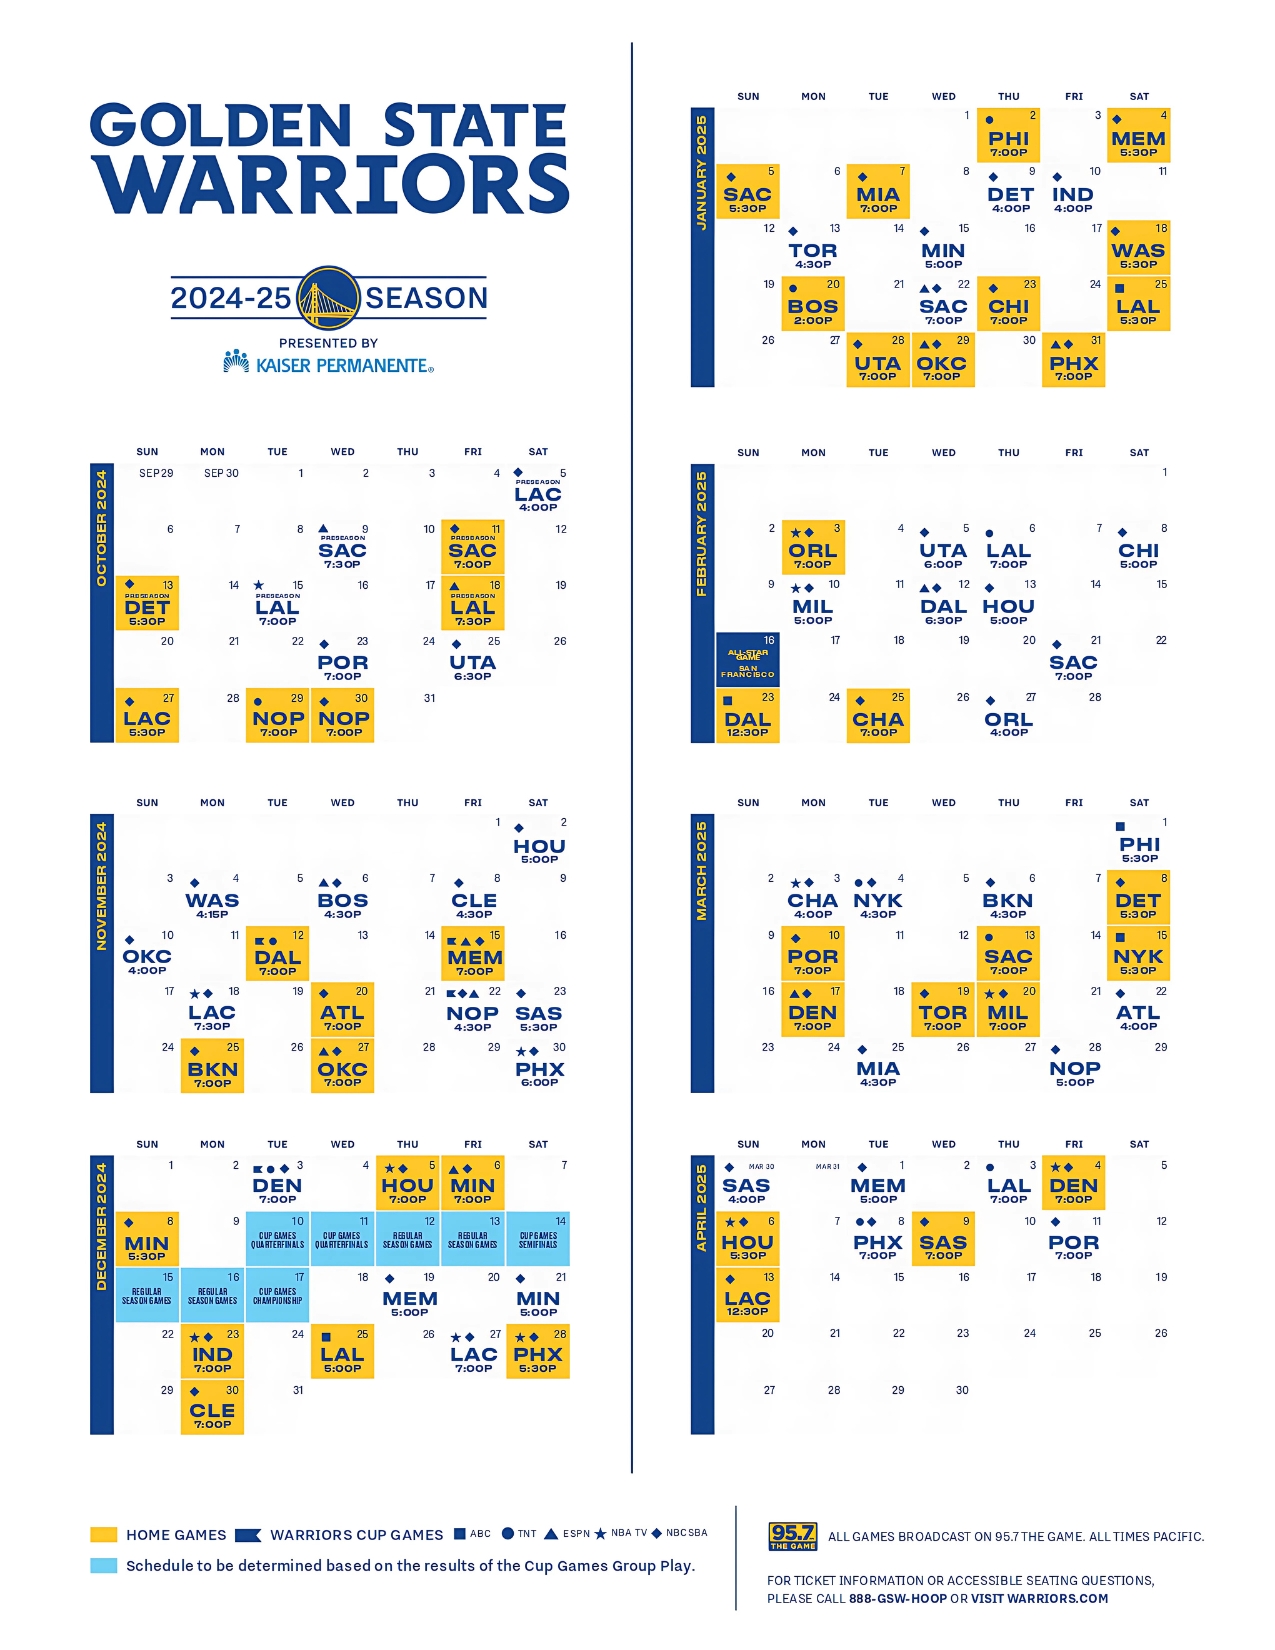 GOLDEN STATE
WARRIORS
2024-25 SEASON
PRESENTED BY
KAISER PERMANENTE®
OCTOBER 2024
SUN MON TUE WED THU FRI SAT
SEP 29 SEP 30 1 2 3 4 5
PRESEASON
LAC
4:00P
6 7 8 9 10 11 12
PRESEASON PRESEASON
SAC SAC
7:30P 7:00P
13 14 15 16 17 18 19
PRESEASON PRESEASON PRESEASON
DET LAL LAL
5:30P 7:00P 7:30P
20 21 22 23 24 25 26
POR UTA
7:00P 6:30P
27 28 29 30 31
LAC NOP NOP
5:30P 7:00P 7:00P
NOVEMBER 2024
SUN MON TUE WED THU FRI SAT
1 2
HOU
5:00P
3 4 5 6 7 8 9
WAS BOS CLE
4:15P 4:30P 4:30P
10 11 12 13 14 15 16
OKC DAL MEM
4:00P 7:00P 7:00P
17 18 19 20 21 22 23
LAC ATL NOP SAS
7:30P 7:00P 4:30P 5:30P
24 25 26 27 28 29 30
BKN OKC PHX
7:00P 7:00P 6:00P
DECEMBER 2024
SUN MON TUE WED THU FRI SAT
1 2 3 4 5 6 7
DEN HOU MIN
7:00P 7:00P 7:00P
8 9 10 11 12 13 14
MIN CUP GAMES CUP GAMES REGULAR REGULAR CUP GAMES
5:30P QUARTERFINALS QUARTERFINALS SEASON GAMES SEASON GAMES SEMIFINALS
15 16 17 18 19 20 21
REGULAR REGULAR CUP GAMES MEM MIN
SEASON GAMES SEASON GAMES CHAMPIONSHIP 5:00P 5:00P
22 23 24 25 26 27 28
IND LAL LAC PHX
7:00P 5:00P 7:00P 5:30P
29 30 31
CLE
7:00P
JANUARY 2025
SUN MON TUE WED THU FRI SAT
1 2 3 4
PHI MEM
7:00P 5:30P
5 6 7 8 9 10 11
SAC MIA DET IND
5:30P 7:00P 4:00P 4:00P
12 13 14 15 16 17 18
TOR MIN WAS
4:30P 5:00P 5:30P
19 20 21 22 23 24 25
BOS SAC CHI LAL
2:00P 7:00P 7:00P 5:30P
26 27 28 29 30 31
UTA OKC PHX
7:00P 7:00P 7:00P
FEBRUARY 2025
SUN MON TUE WED THU FRI SAT
1
2 3 4 5 6 7 8
ORL UTA LAL CHI
7:00P 6:00P 7:00P 5:00P
9 10 11 12 13 14 15
MIL DAL HOU
5:00P 6:30P 5:00P
16 17 18 19 20 21 22
ALL-STAR
GAME
SAN
FRANCISCO
SAC
7:00P
23 24 25 26 27 28
DAL CHA ORL
12:30P 7:00P 4:00P
MARCH 2025
SUN MON TUE WED THU FRI SAT
1
PHI
5:30P
2 3 4 5 6 7 8
CHA NYK BKN DET
4:00P 4:30P 4:30P 5:30P
9 10 11 12 13 14 15
POR SAC NYK
7:00P 7:00P 5:30P
16 17 18 19 20 21 22
DEN TOR MIL ATL
7:00P 7:00P 7:00P 4:00P
23 24 25 26 27 28 29
MIA NOP
4:30P 5:00P
APRIL 2025
SUN MON TUE WED THU FRI SAT
MAR 30 MAR 31 1 2 3 4 5
SAS MEM LAL DEN
4:00P 5:00P 7:00P 7:00P
6 7 8 9 10 11 12
HOU PHX SAS POR
5:30P 7:00P 7:00P 7:00P
13 14 15 16 17 18 19
LAC
12:30P
20 21 22 23 24 25 26
27 28 29 30
HOME GAMES WARRIORS CUP GAMES ABC TNT ESPN NBA TV NBCSBA
Schedule to be determined based on the results of the Cup Games Group Play.
95.7
THE GAME
ALL GAMES BROADCAST ON 95.7 THE GAME. ALL TIMES PACIFIC.
FOR TICKET INFORMATION OR ACCESSIBLE SEATING QUESTIONS,
PLEASE CALL 888-GSW-HOOP OR VISIT WARRIORS.COM